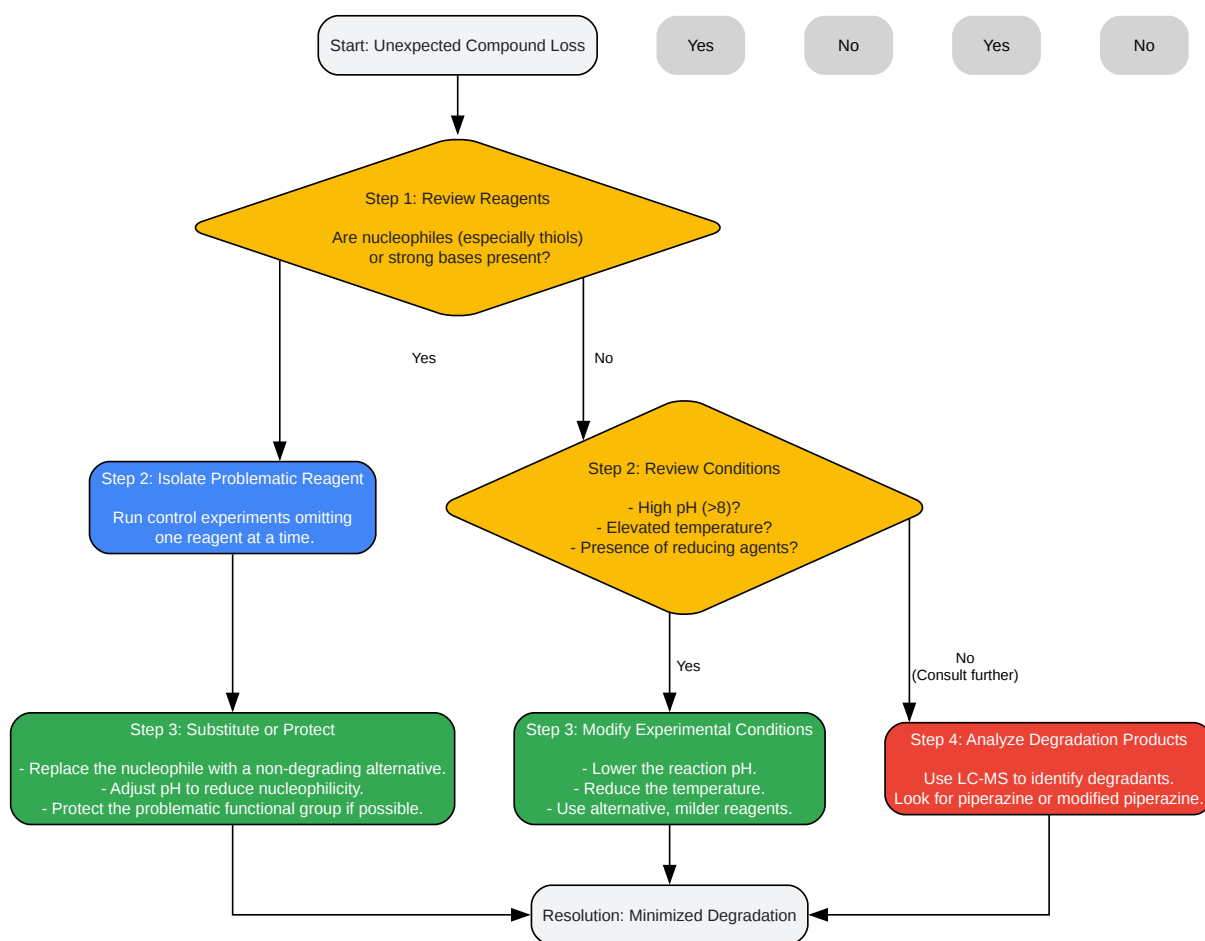 Start: Unexpected Compound Loss
Yes
No
Yes
No
Step 1: Review Reagents
Are nucleophiles (especially thiols)
or strong bases present?
Yes
No
Step 2: Isolate Problematic Reagent
Run control experiments omitting
one reagent at a time.
Step 2: Review Conditions
- High pH (>8)?
- Elevated temperature?
- Presence of reducing agents?
Yes
No
(Consult further)
Step 3: Substitute or Protect
- Replace the nucleophile with a non-degrading alternative.
- Adjust pH to reduce nucleophilicity.
- Protect the problematic functional group if possible.
Step 3: Modify Experimental Conditions
- Lower the reaction pH.
- Reduce the temperature.
- Use alternative, milder reagents.
Step 4: Analyze Degradation Products
Use LC-MS to identify degradants.
Look for piperazine or modified piperazine.
Resolution: Minimized Degradation